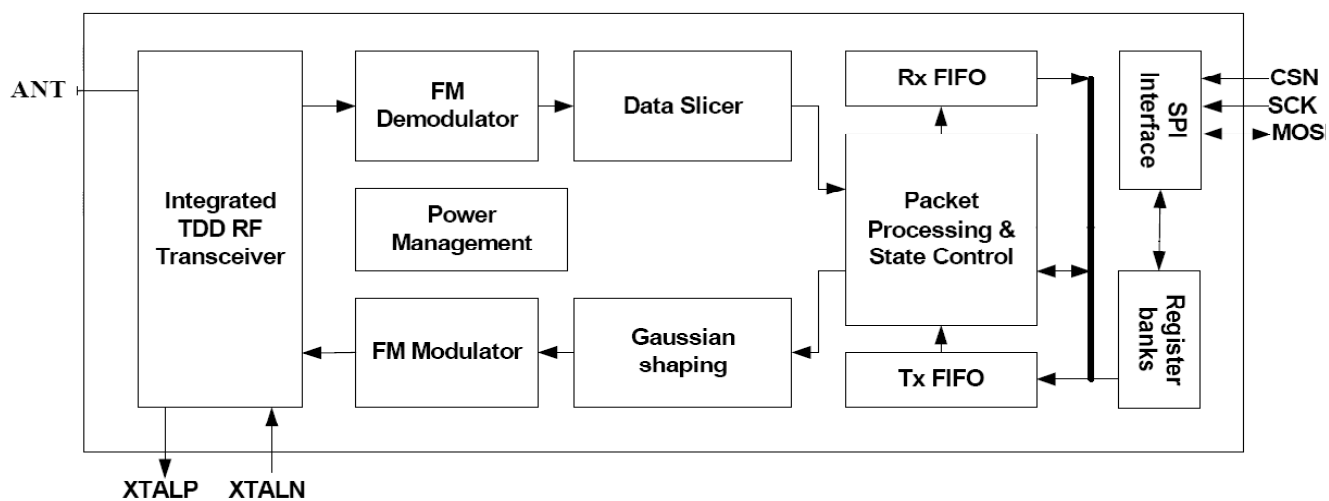 ANT
Integrated
TDD RF
Transceiver
FM
Demodulator
Data Slicer
Rx FIFO
SPI
Interface
CSN
SCK
MOSI
Power
Management
Packet
Processing &
State Control
FM Modulator
Gaussian
shaping
Tx FIFO
Register
banks
XTALP
XTALN